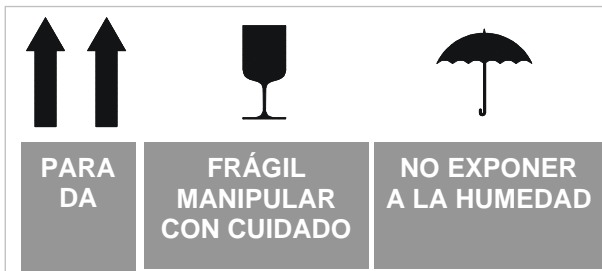 PARA
DA
FRÁGIL
MANIPULAR
CON CUIDADO
NO EXPONER
A LA HUMEDAD